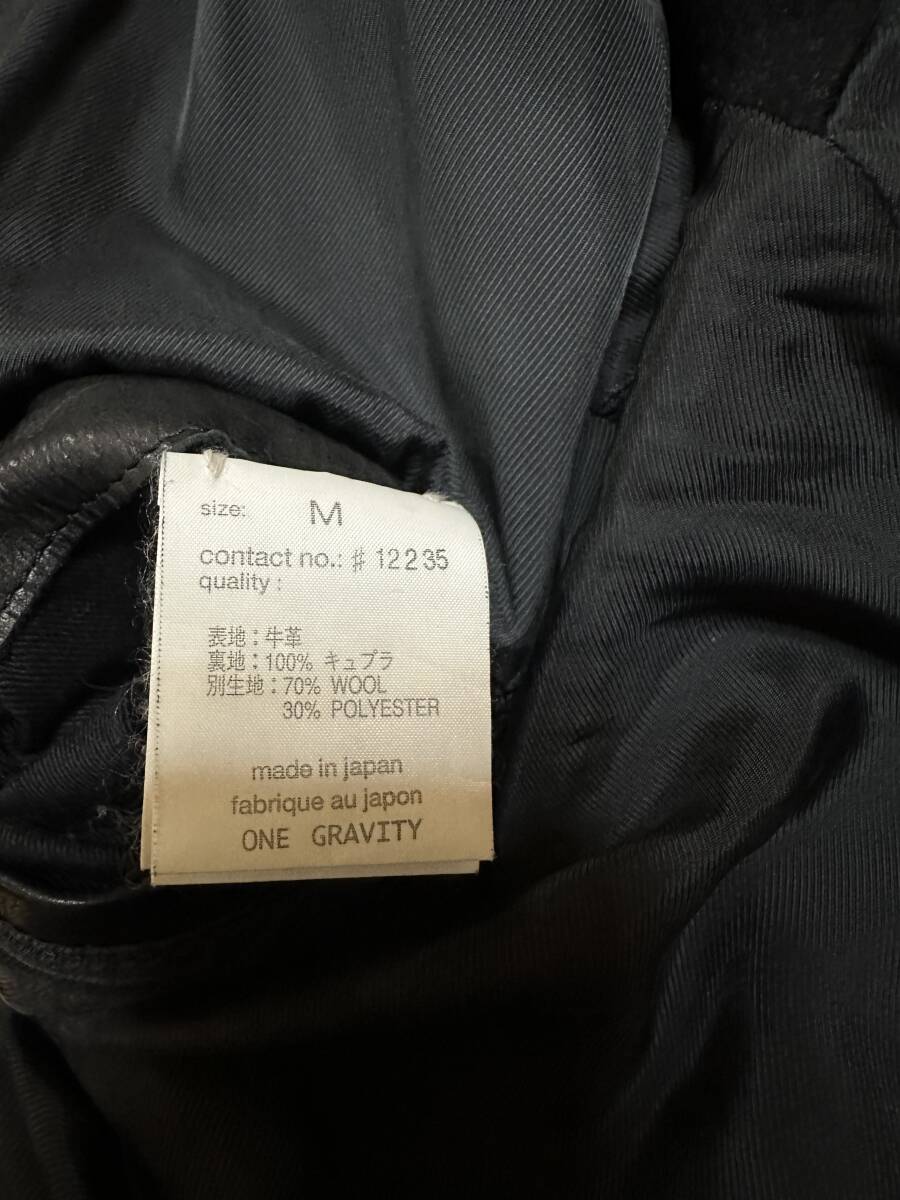 size: M
contact no.: ♯12235
quality :
表地 : 牛革
裏地 : 100% キュプラ
別生地 : 70% WOOL
30% POLYESTER
made in japan
fabrique au japon
ONE GRAVITY